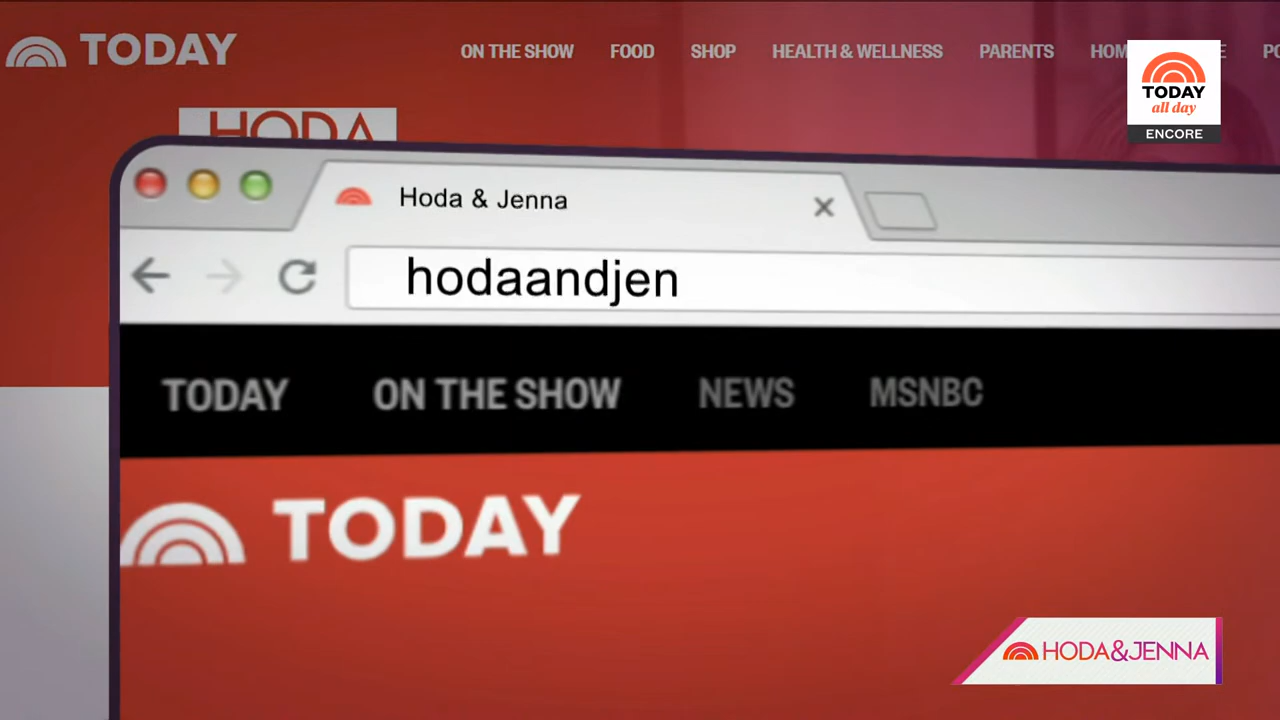 TODAY
ON THE SHOW FOOD SHOP HEALTH & WELLNESS PARENTS
TODAY
all day
ENCORE
HODA
Hoda & Jenna
hodaandjen
TODAY ON THE SHOW NEWS MSNBC
TODAY
HODA&JENNA